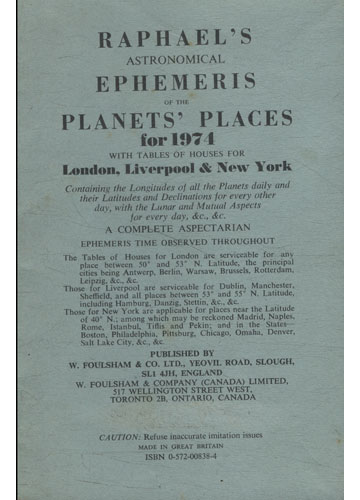 RAPHAEL'S
ASTRONOMICAL
EPHEMERIS
OF THE
PLANETS' PLACES
for 1974
WITH TABLES OF HOUSES FOR
London, Liverpool & New York
Containing the Longitudes of all the Planets daily and
their Latitudes and Declinations for every other
day, with the Lunar and Mutual Aspects
for every day, &c., &c.
A COMPLETE ASPECTARIAN
EPHEMERIS TIME OBSERVED THROUGHOUT
The Tables of Houses for London are serviceable for any
place between 50° and 53° N. Latitude, the principal
cities being Antwerp, Berlin, Warsaw, Brussels, Rotterdam,
Leipzig, &c., &c.
Those for Liverpool are serviceable for Dublin, Manchester,
Sheffield, and all places between 53° and 55° N. Latitude,
including Hamburg, Danzig, Stettin, &c., &c.
Those for New York are applicable for places near the Latitude
of 40° N.; among which may be reckoned Madrid, Naples,
Rome, Istanbul, Tiflis and Pekin; and in the States—
Boston, Philadelphia, Pittsburg, Chicago, Omaha, Denver,
Salt Lake City, &c., &c.
PUBLISHED BY
W. FOULSHAM & CO. LTD., YEOVIL ROAD, SLOUGH,
SL1 4JH, ENGLAND
W. FOULSHAM & COMPANY (CANADA) LIMITED,
517 WELLINGTON STREET WEST,
TORONTO 2B, ONTARIO, CANADA
CAUTION: Refuse inaccurate imitation issues
MADE IN GREAT BRITAIN
ISBN 0-572-00838-4